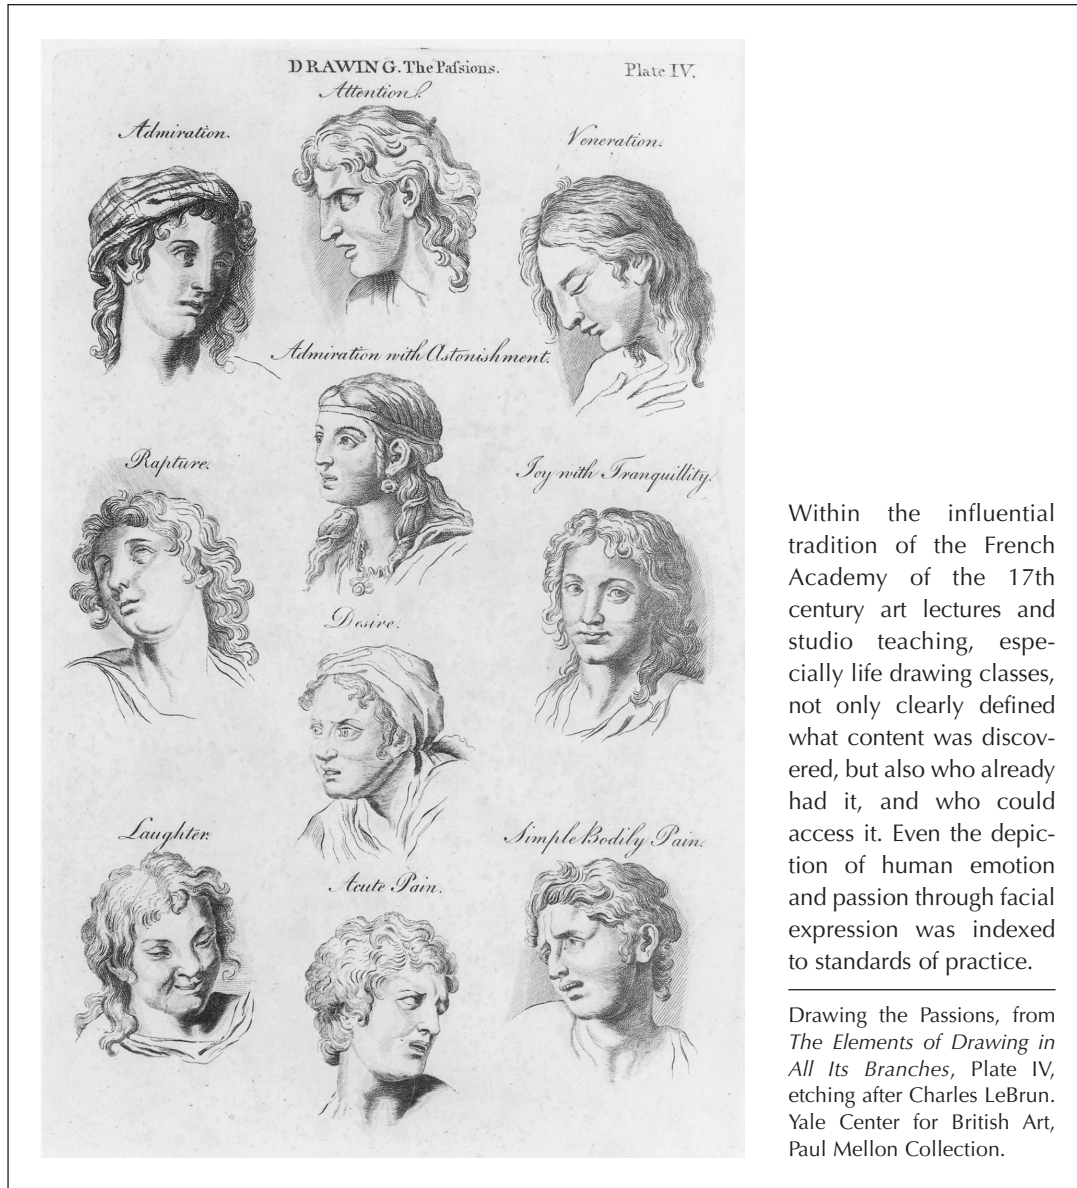 DRAWING. The Paſsions.
Plate IV.
Attention.
Admiration.
Veneration.
Admiration with Astonishment.
Rapture.
Joy with Tranquillity.
Desire.
Laughter.
Simple Bodily Pain.
Acute Pain.
Within the influential
tradition of the French
Academy of the 17th
century art lectures and
studio teaching, espe-
cially life drawing classes,
not only clearly defined
what content was discov-
ered, but also who already
had it, and who could
access it. Even the depic-
tion of human emotion
and passion through facial
expression was indexed
to standards of practice.
Drawing the Passions, from
The Elements of Drawing in
All Its Branches, Plate IV,
etching after Charles LeBrun.
Yale Center for British Art,
Paul Mellon Collection.